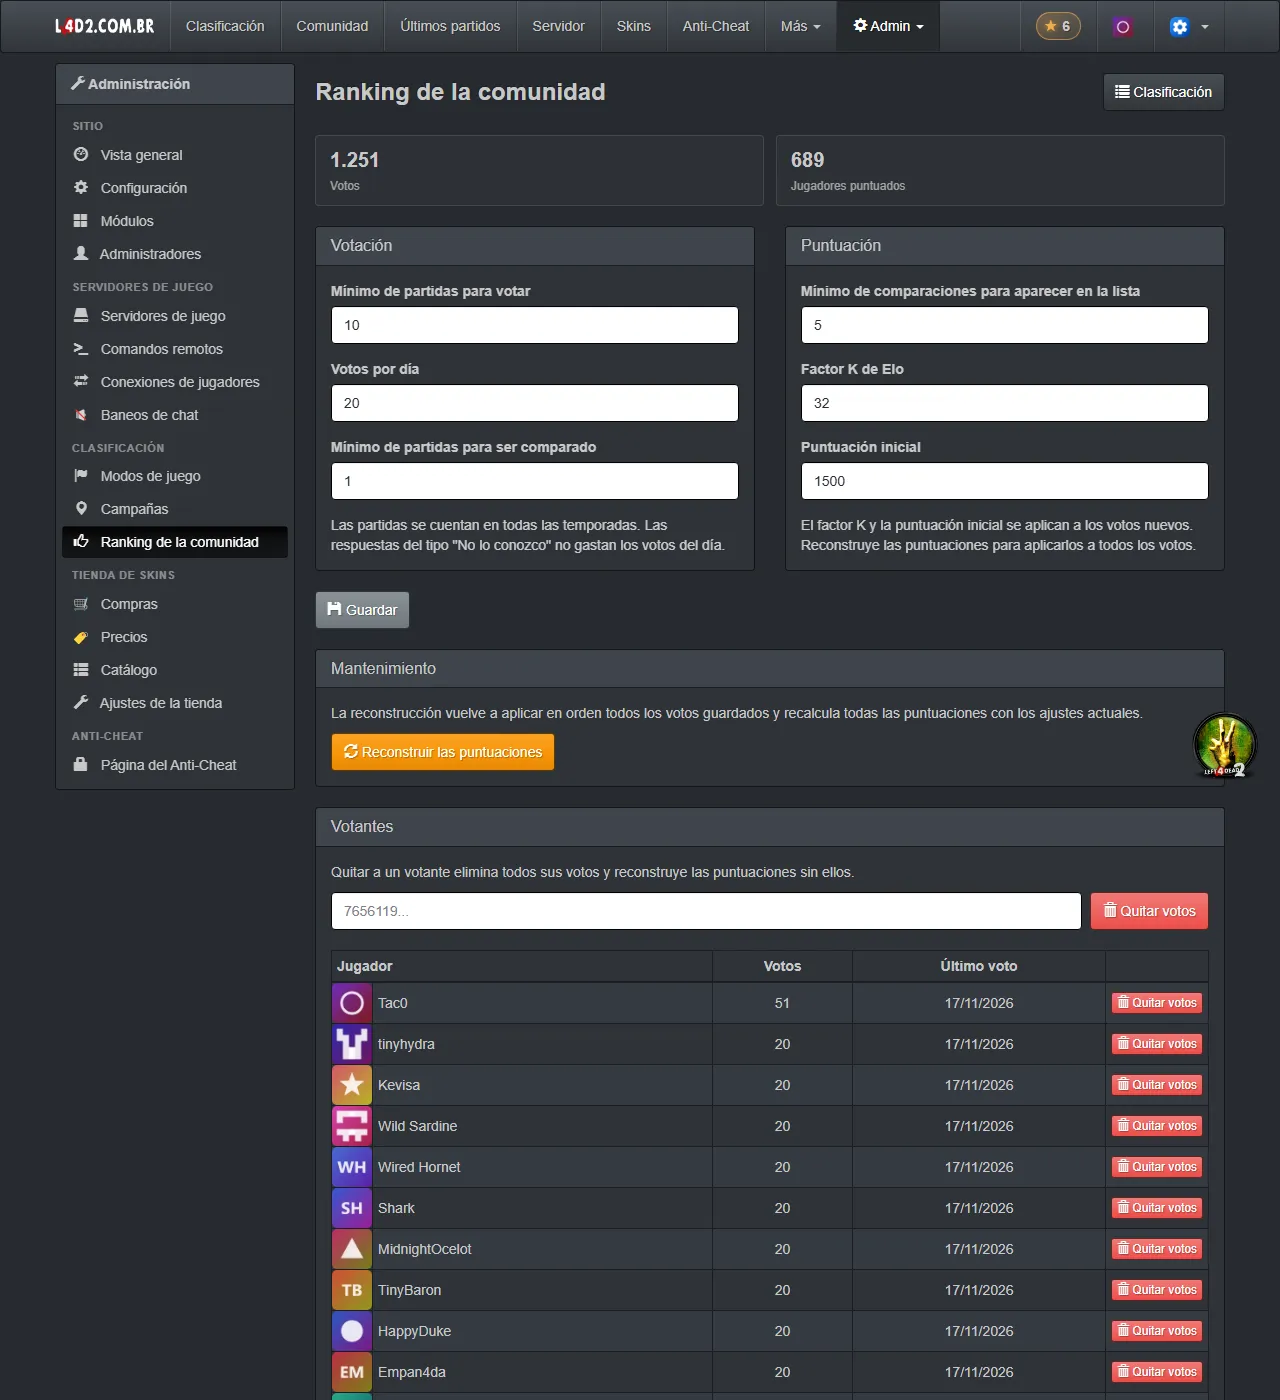 L4D2.COM.BR
Clasificación
Comunidad
Últimos partidos
Servidor
Skins
Anti-Cheat
Más
Admin
6
Administración
SITIO
Vista general
Configuración
Módulos
Administradores
SERVIDORES DE JUEGO
Servidores de juego
Comandos remotos
Conexiones de jugadores
Baneos de chat
CLASIFICACIÓN
Modos de juego
Campañas
Ranking de la comunidad
TIENDA DE SKINS
Compras
Precios
Catálogo
Ajustes de la tienda
ANTI-CHEAT
Página del Anti-Cheat
Ranking de la comunidad
Clasificación
1.251
Votos
689
Jugadores puntuados
Votación
Mínimo de partidas para votar
10
Votos por día
20
Mínimo de partidas para ser comparado
1
Las partidas se cuentan en todas las temporadas. Las
respuestas del tipo "No lo conozco" no gastan los votos del día.
Puntuación
Mínimo de comparaciones para aparecer en la lista
5
Factor K de Elo
32
Puntuación inicial
1500
El factor K y la puntuación inicial se aplican a los votos nuevos.
Reconstruye las puntuaciones para aplicarlos a todos los votos.
Guardar
Mantenimiento
La reconstrucción vuelve a aplicar en orden todos los votos guardados y recalcula todas las puntuaciones con los ajustes actuales.
Reconstruir las puntuaciones
LEFT 4 DEAD 2
Votantes
Quitar a un votante elimina todos sus votos y reconstruye las puntuaciones sin ellos.
7656119...
Quitar votos
Jugador Votos Último voto
Tac0 51 17/11/2026 Quitar votos
tinyhydra 20 17/11/2026 Quitar votos
Kevisa 20 17/11/2026 Quitar votos
Wild Sardine 20 17/11/2026 Quitar votos
WH Wired Hornet 20 17/11/2026 Quitar votos
SH Shark 20 17/11/2026 Quitar votos
MidnightOcelot 20 17/11/2026 Quitar votos
TB TinyBaron 20 17/11/2026 Quitar votos
HappyDuke 20 17/11/2026 Quitar votos
EM Empan4da 20 17/11/2026 Quitar votos